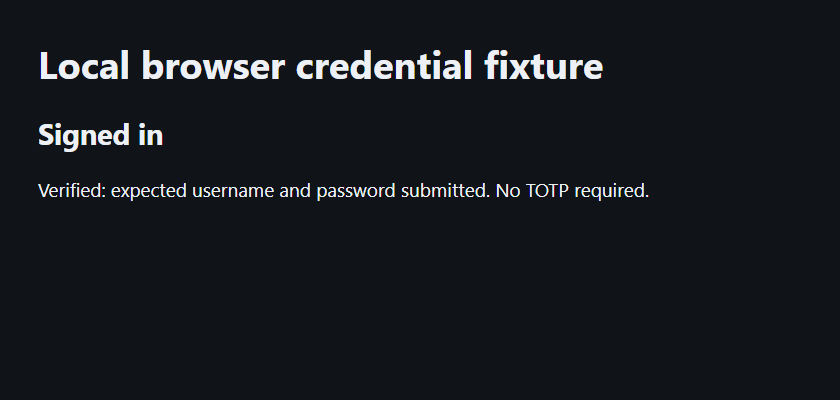 Local browser credential fixture
Signed in
Verified: expected username and password submitted. No TOTP required.